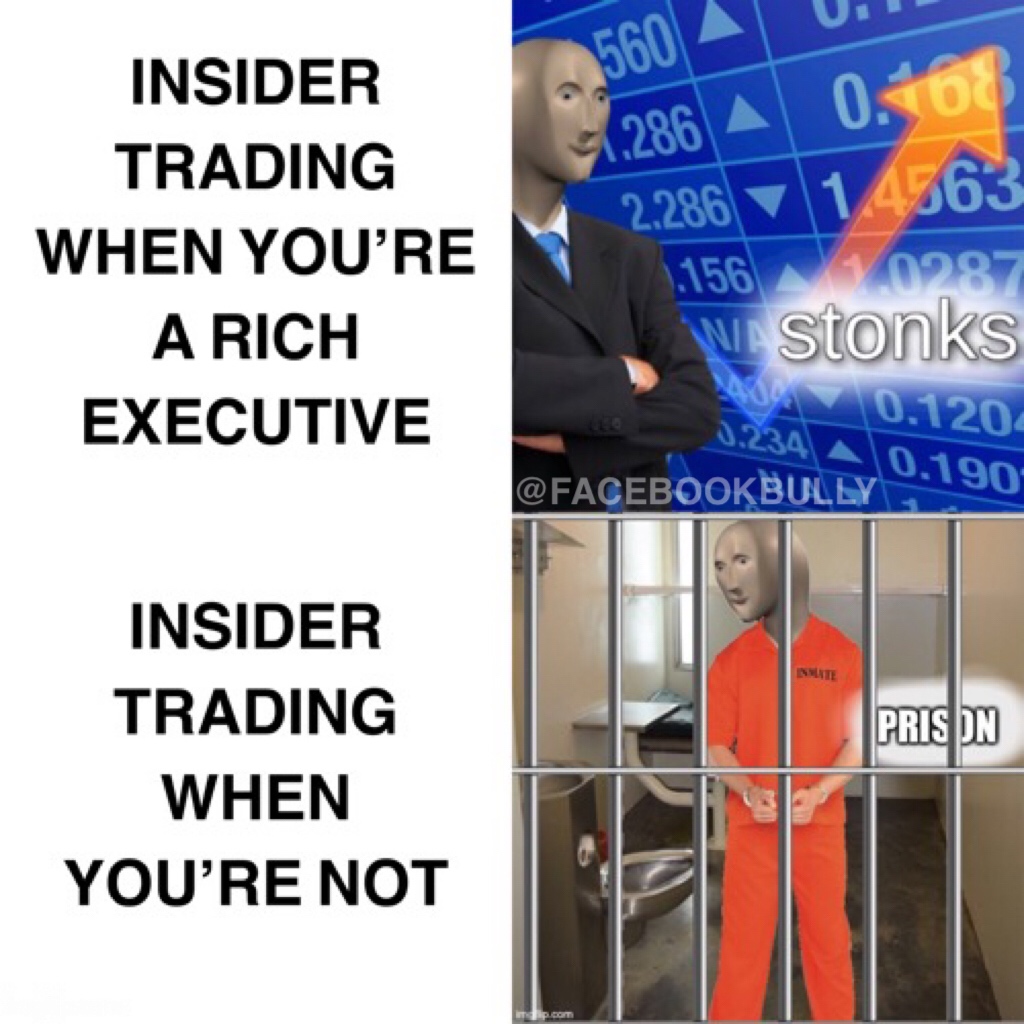 INSIDER
TRADING
WHEN YOU’RE
A RICH
EXECUTIVE
560
0.168
1.286
2.286
1.4563
.156
1.0287
stonks
N/A
0.1204
0.234
0.190
@FACEBOOKBULLY
INSIDER
TRADING
WHEN
YOU’RE NOT
INMATE
PRISON
imgflip.com